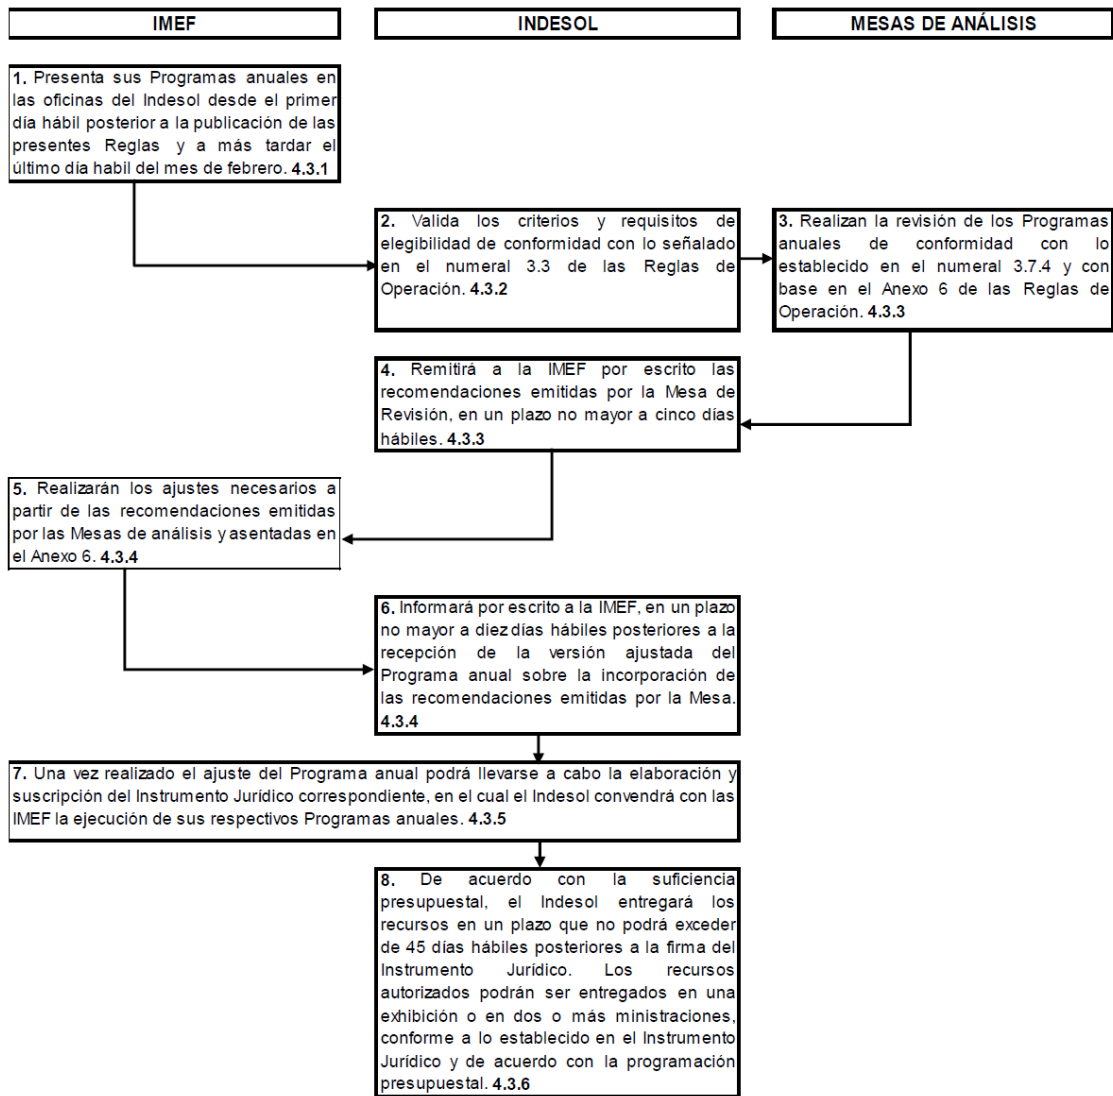 IMEF
INDESOL
MESAS DE ANÁLISIS
1. Presenta sus Programas anuales en
las oficinas del Indesol desde el primer
día hábil posterior a la publicación de las
presentes Reglas y a más tardar el
último día habil del mes de febrero. 4.3.1
2. Valida los criterios y requisitos de
elegibilidad de conformidad con lo señalado
en el numeral 3.3 de las Reglas de
Operación. 4.3.2
3. Realizan la revisión de los Programas
anuales de conformidad con lo
establecido en el numeral 3.7.4 y con
base en el Anexo 6 de las Reglas de
Operación. 4.3.3
4. Remitirá a la IMEF por escrito las
recomendaciones emitidas por la Mesa de
Revisión, en un plazo no mayor a cinco días
hábiles. 4.3.3
5. Realizarán los ajustes necesarios a
partir de las recomendaciones emitidas
por las Mesas de análisis y asentadas en
el Anexo 6. 4.3.4
6. Informará por escrito a la IMEF, en un plazo
no mayor a diez días hábiles posteriores a la
recepción de la versión ajustada del
Programa anual sobre la incorporación de
las recomendaciones emitidas por la Mesa.
4.3.4
7. Una vez realizado el ajuste del Programa anual podrá llevarse a cabo la elaboración y
suscripción del Instrumento Jurídico correspondiente, en el cual el Indesol convendrá con las
IMEF la ejecución de sus respectivos Programas anuales. 4.3.5
8. De acuerdo con la suficiencia
presupuestal, el Indesol entregará los
recursos en un plazo que no podrá exceder
de 45 días hábiles posteriores a la firma del
Instrumento Jurídico. Los recursos
autorizados podrán ser entregados en una
exhibición o en dos o más ministraciones,
conforme a lo establecido en el Instrumento
Jurídico y de acuerdo con la programación
presupuestal. 4.3.6